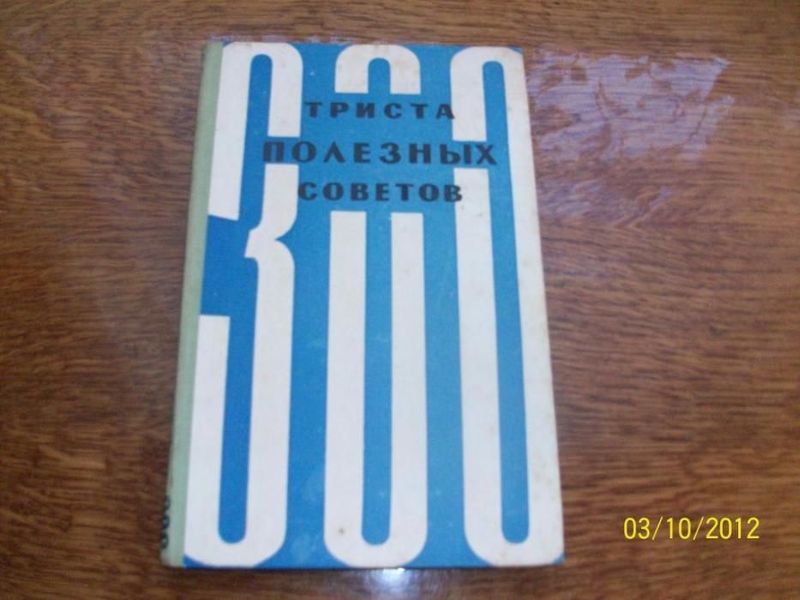 300
ТРИСТА
ПОЛЕЗНЫХ
СОВЕТОВ
03/10/2012